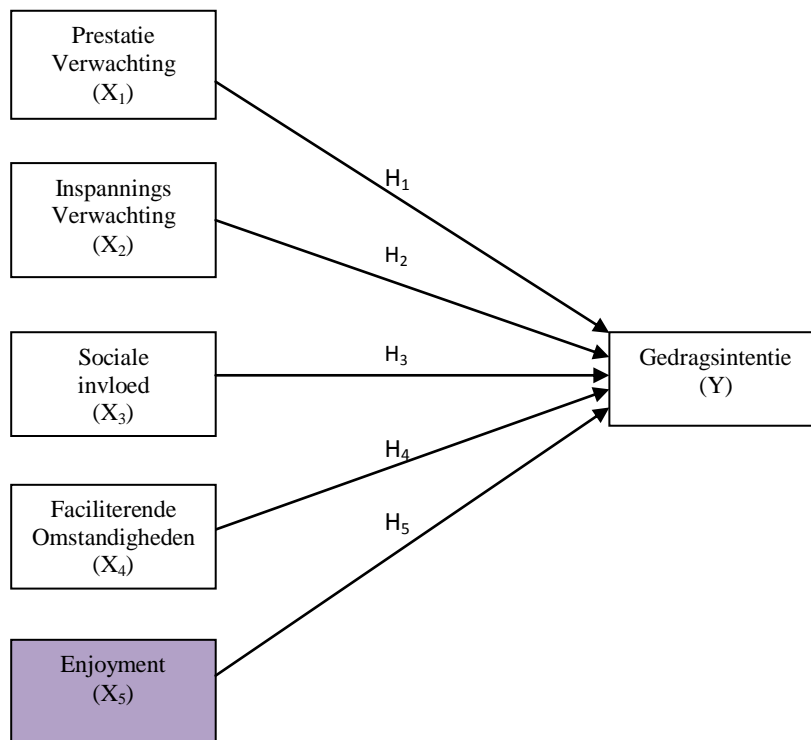 Prestatie
Verwachting
(X₁)
H₁
Inspannings
Verwachting
(X₂)
H₂
Sociale
invloed
(X₃)
H₃
Gedragsintentie
(Y)
Faciliterende
Omstandigheden
(X₄)
H₄
H₅
Enjoyment
(X₅)